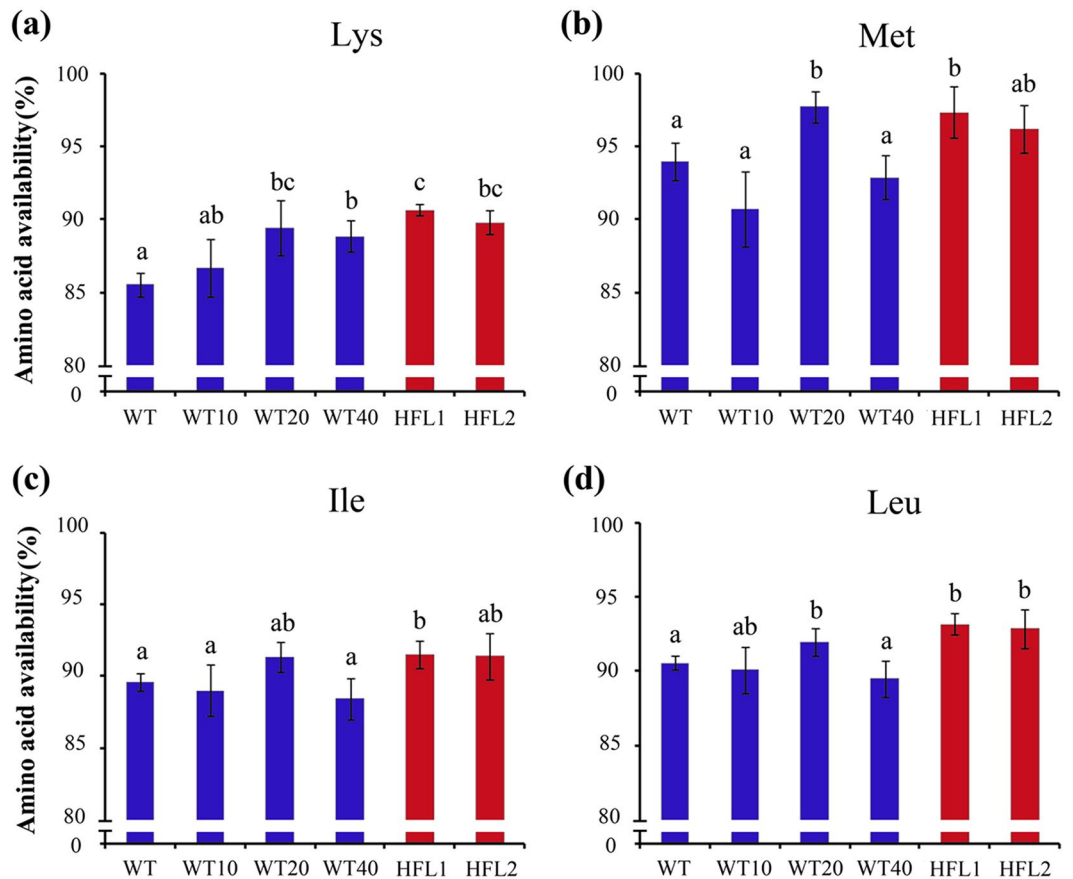 (a)
Lys
Amino acid availability(%)
100
95
90
85
80
0
a
ab
bc
b
c
bc
WT
WT10
WT20
WT40
HFL1
HFL2
(b)
Met
100
95
90
85
80
0
a
a
b
a
b
ab
WT
WT10
WT20
WT40
HFL1
HFL2
(c)
Ile
Amino acid availability(%)
100
95
90
85
80
0
a
a
ab
a
b
ab
WT
WT10
WT20
WT40
HFL1
HFL2
(d)
Leu
100
95
90
85
80
0
a
ab
b
a
b
b
WT
WT10
WT20
WT40
HFL1
HFL2